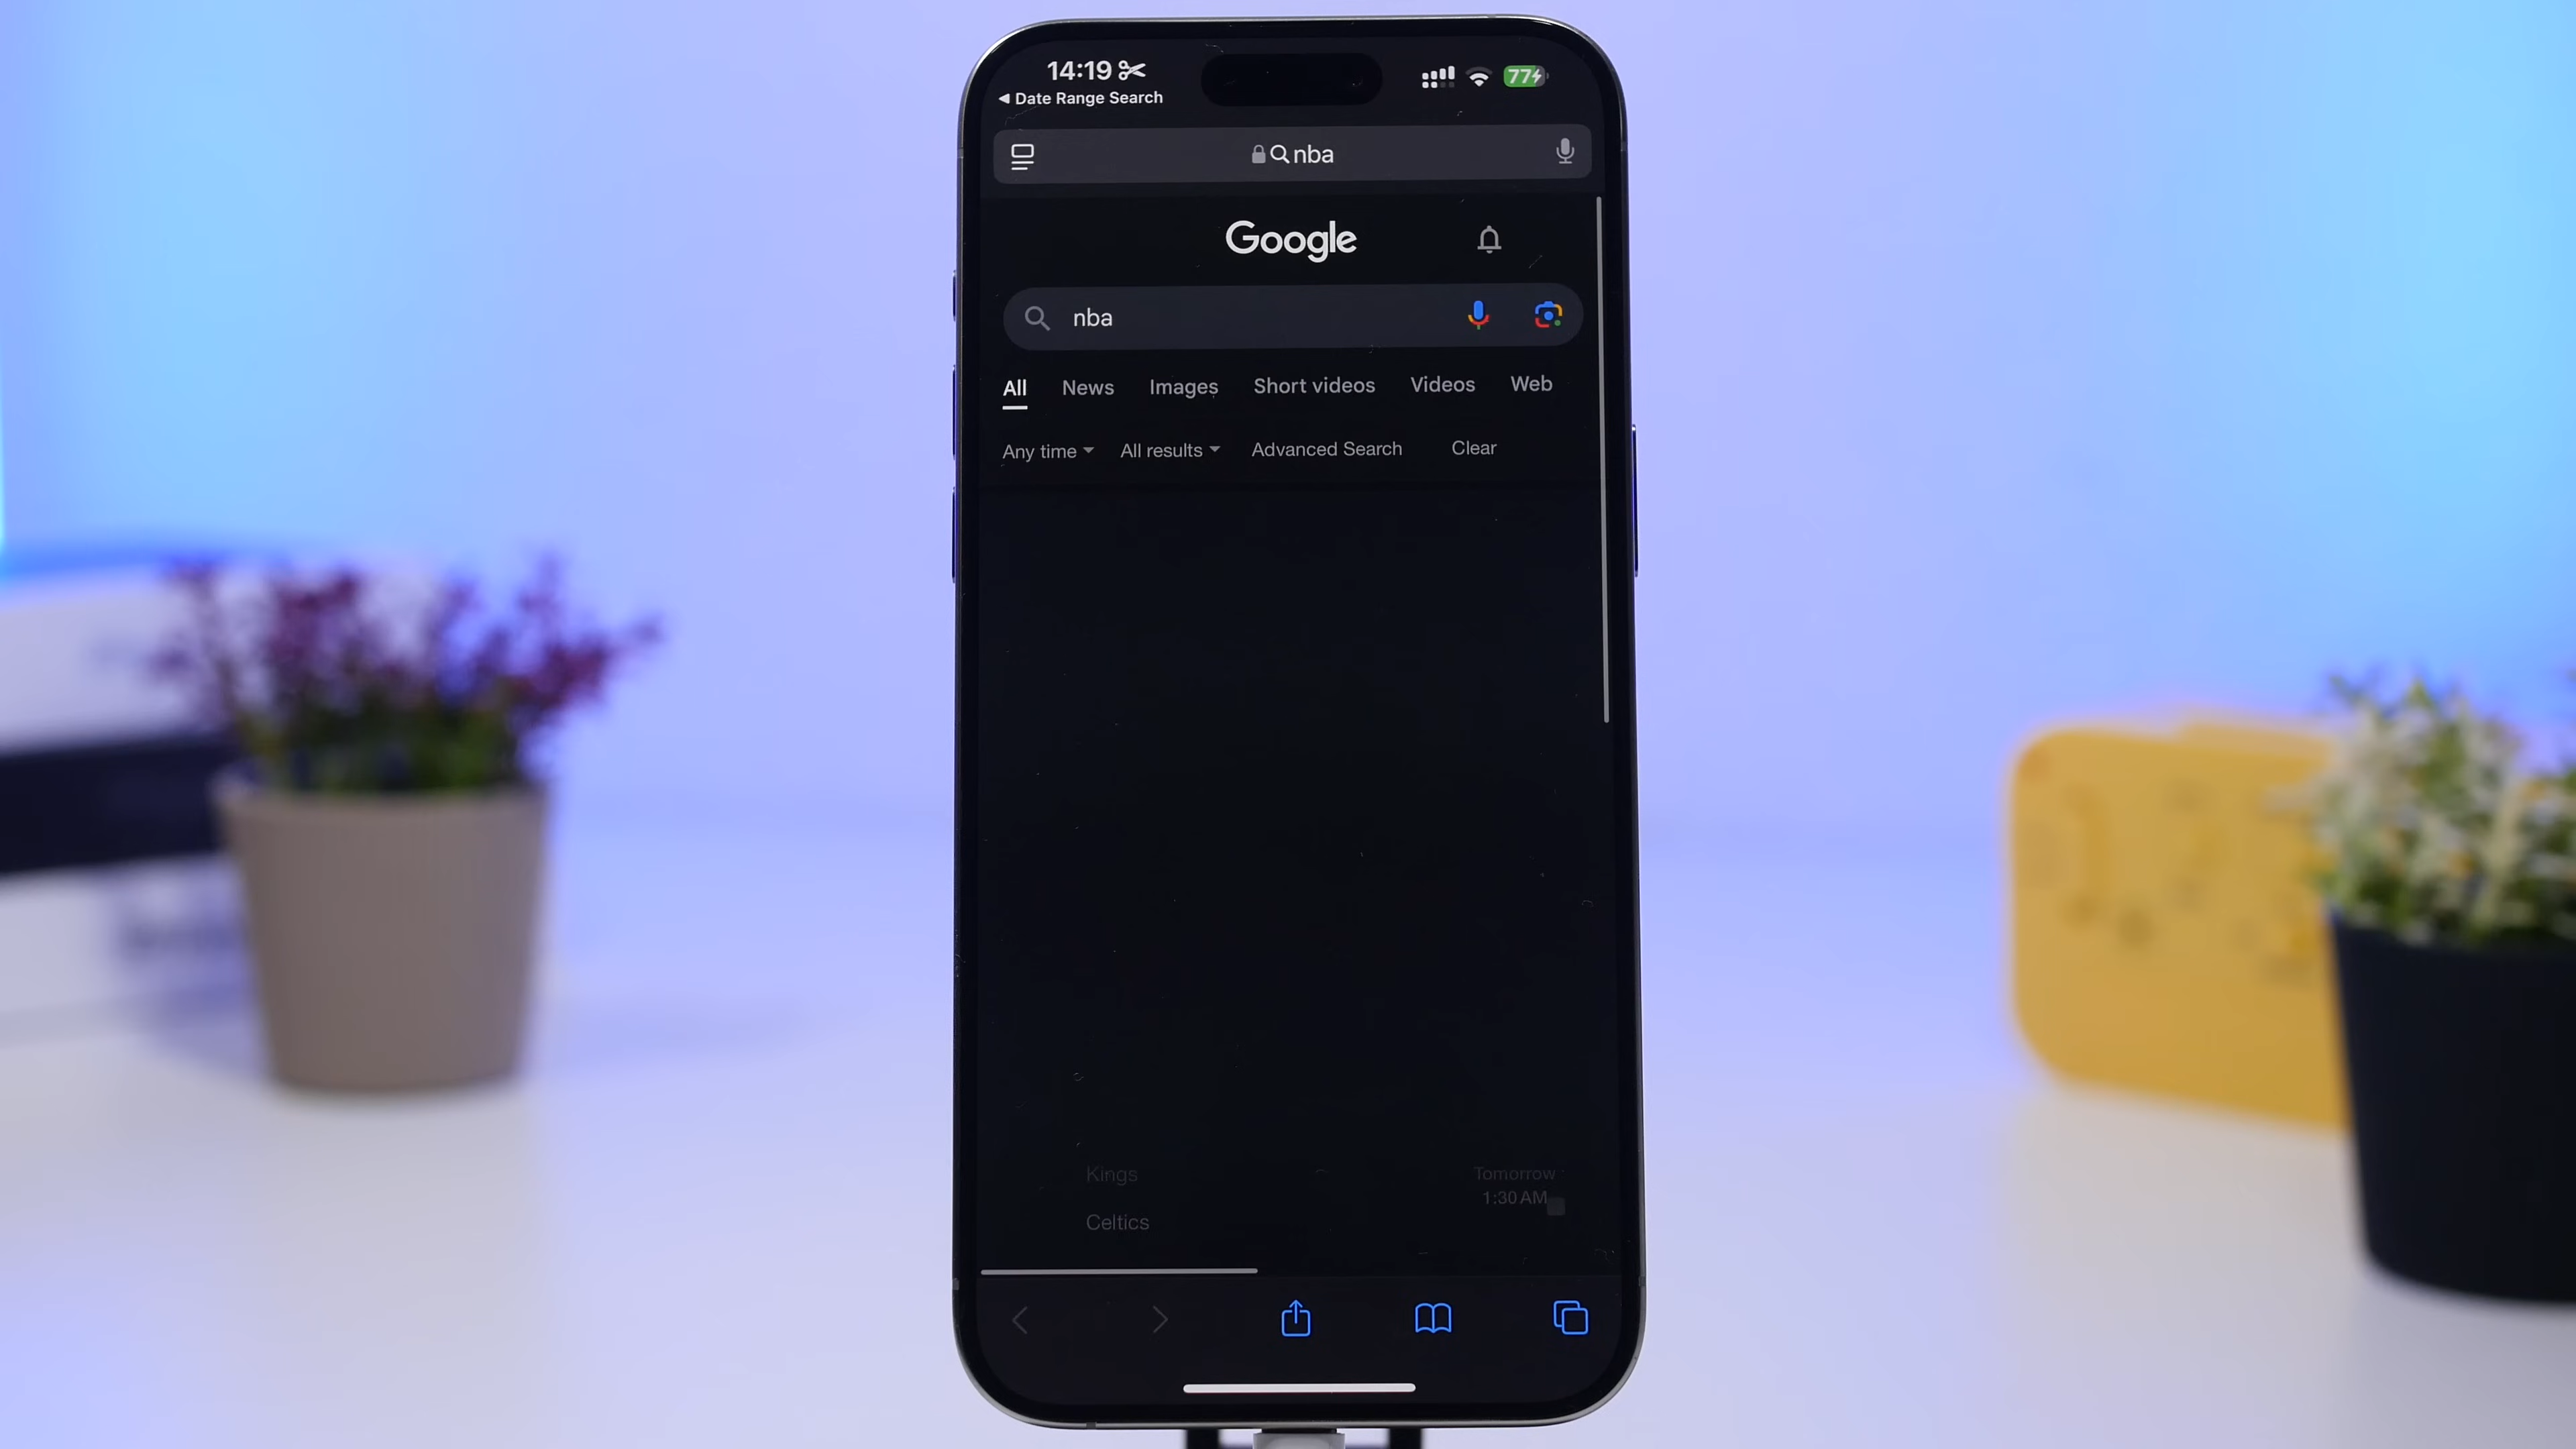 14:19
77
Date Range Search
nba
Google
nba
All News Images Short videos Videos Web
Any time All results Advanced Search Clear
Kings
Tomorrow
1:30 AM
Celtics